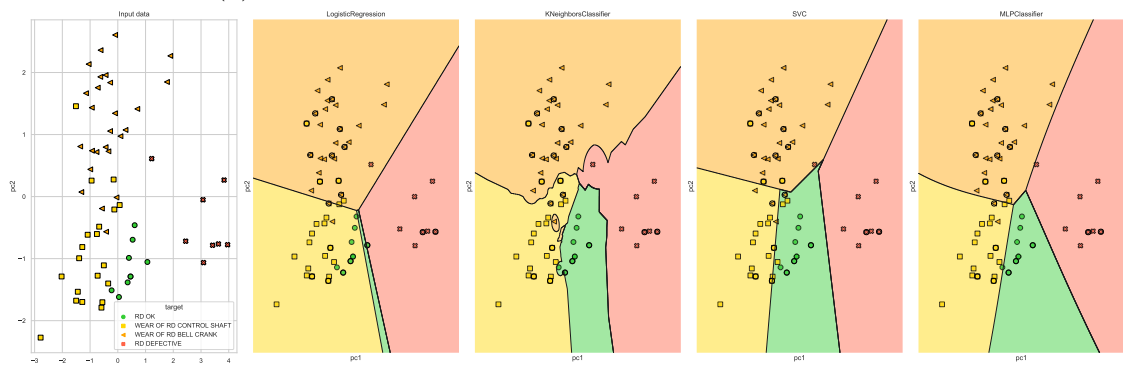 Input data
LogisticRegression
KNeighborsClassifier
SVC
MLPClassifier
pc2
2
1
0
−1
−2
−3
−2
−1
0
1
2
3
4
target
RD OK
WEAR OF RD CONTROL SHAFT
WEAR OF RD BELL CRANK
RD DEFECTIVE
pc2
pc1
pc2
pc1
pc2
pc1
pc2
pc1